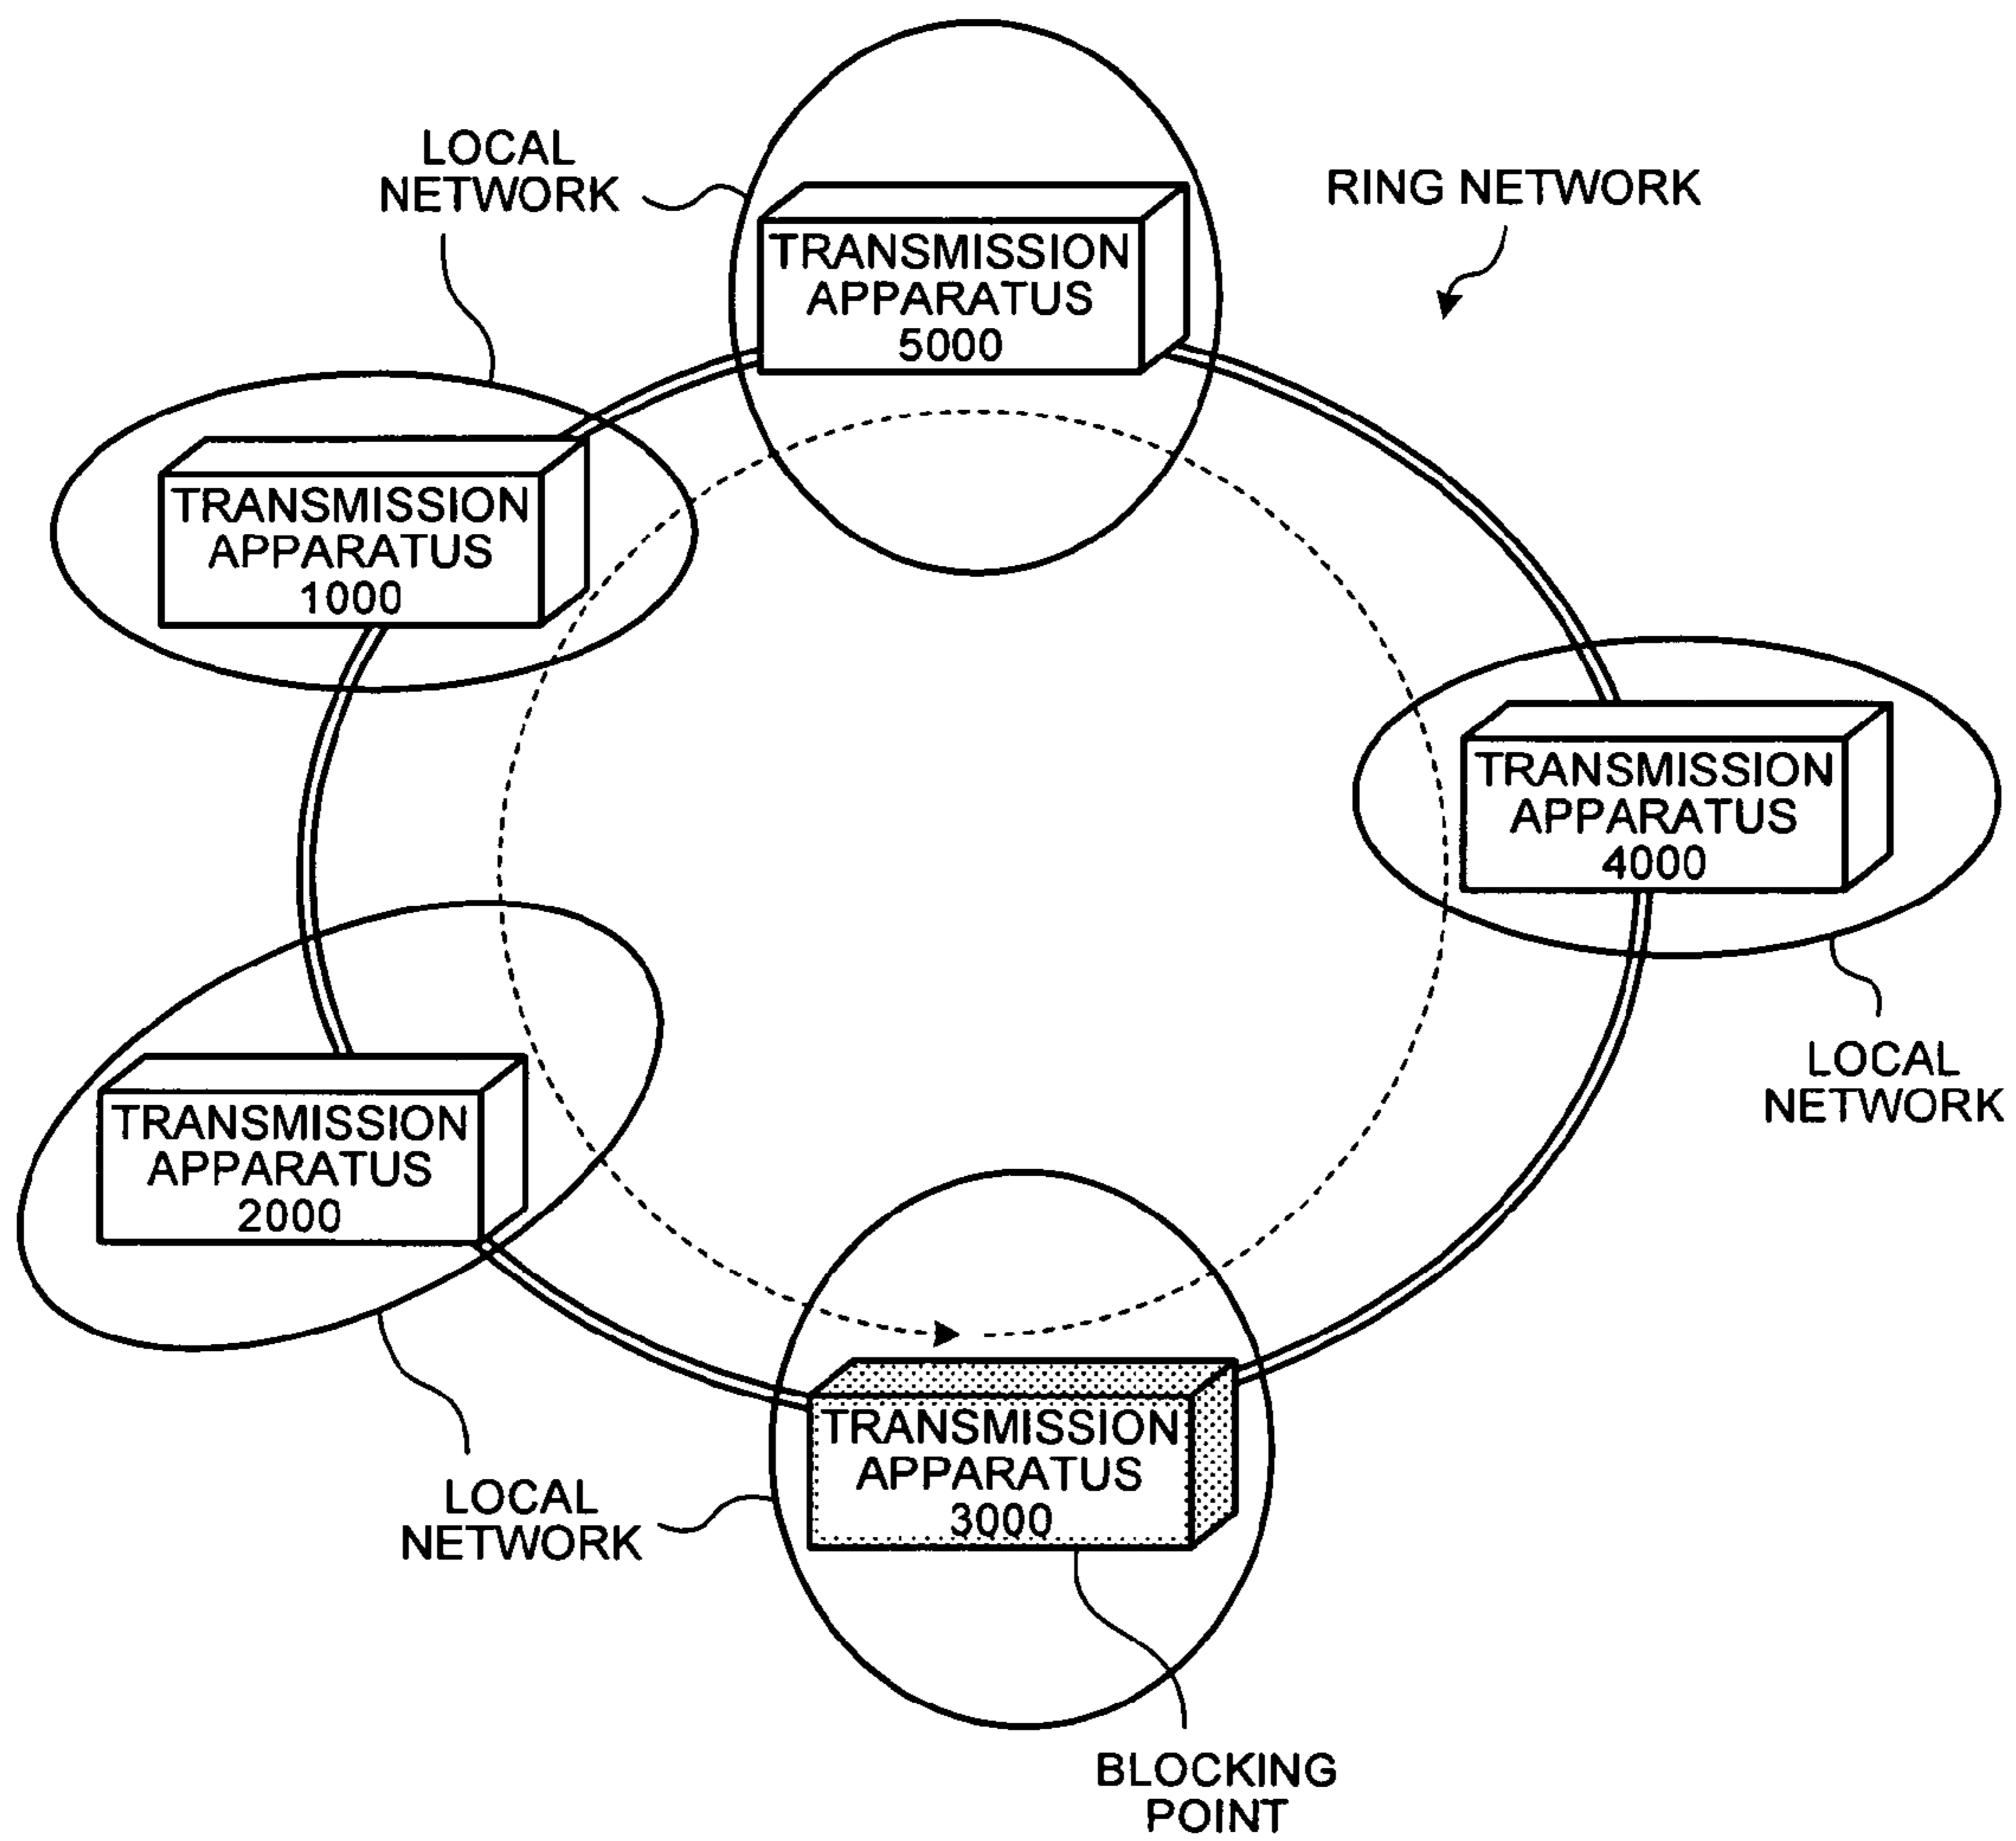 LOCAL
NETWORK
RING NETWORK
TRANSMISSION
APPARATUS
5000
TRANSMISSION
APPARATUS
1000
TRANSMISSION
APPARATUS
4000
LOCAL
NETWORK
TRANSMISSION
APPARATUS
2000
TRANSMISSION
APPARATUS
3000
LOCAL
NETWORK
BLOCKING
POINT